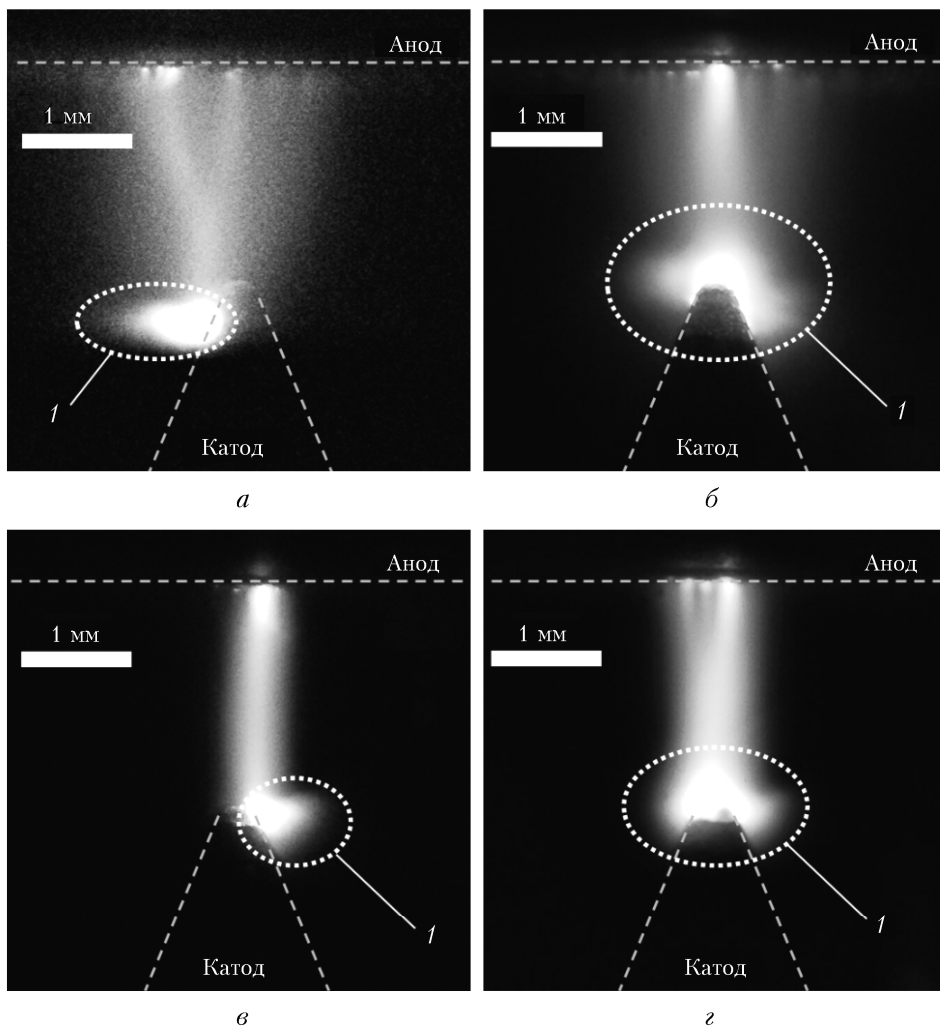 Анод
1 мм
1
Катод
а
Анод
1 мм
1
Катод
б
Анод
1 мм
1
Катод
в
Анод
1 мм
1
Катод
г